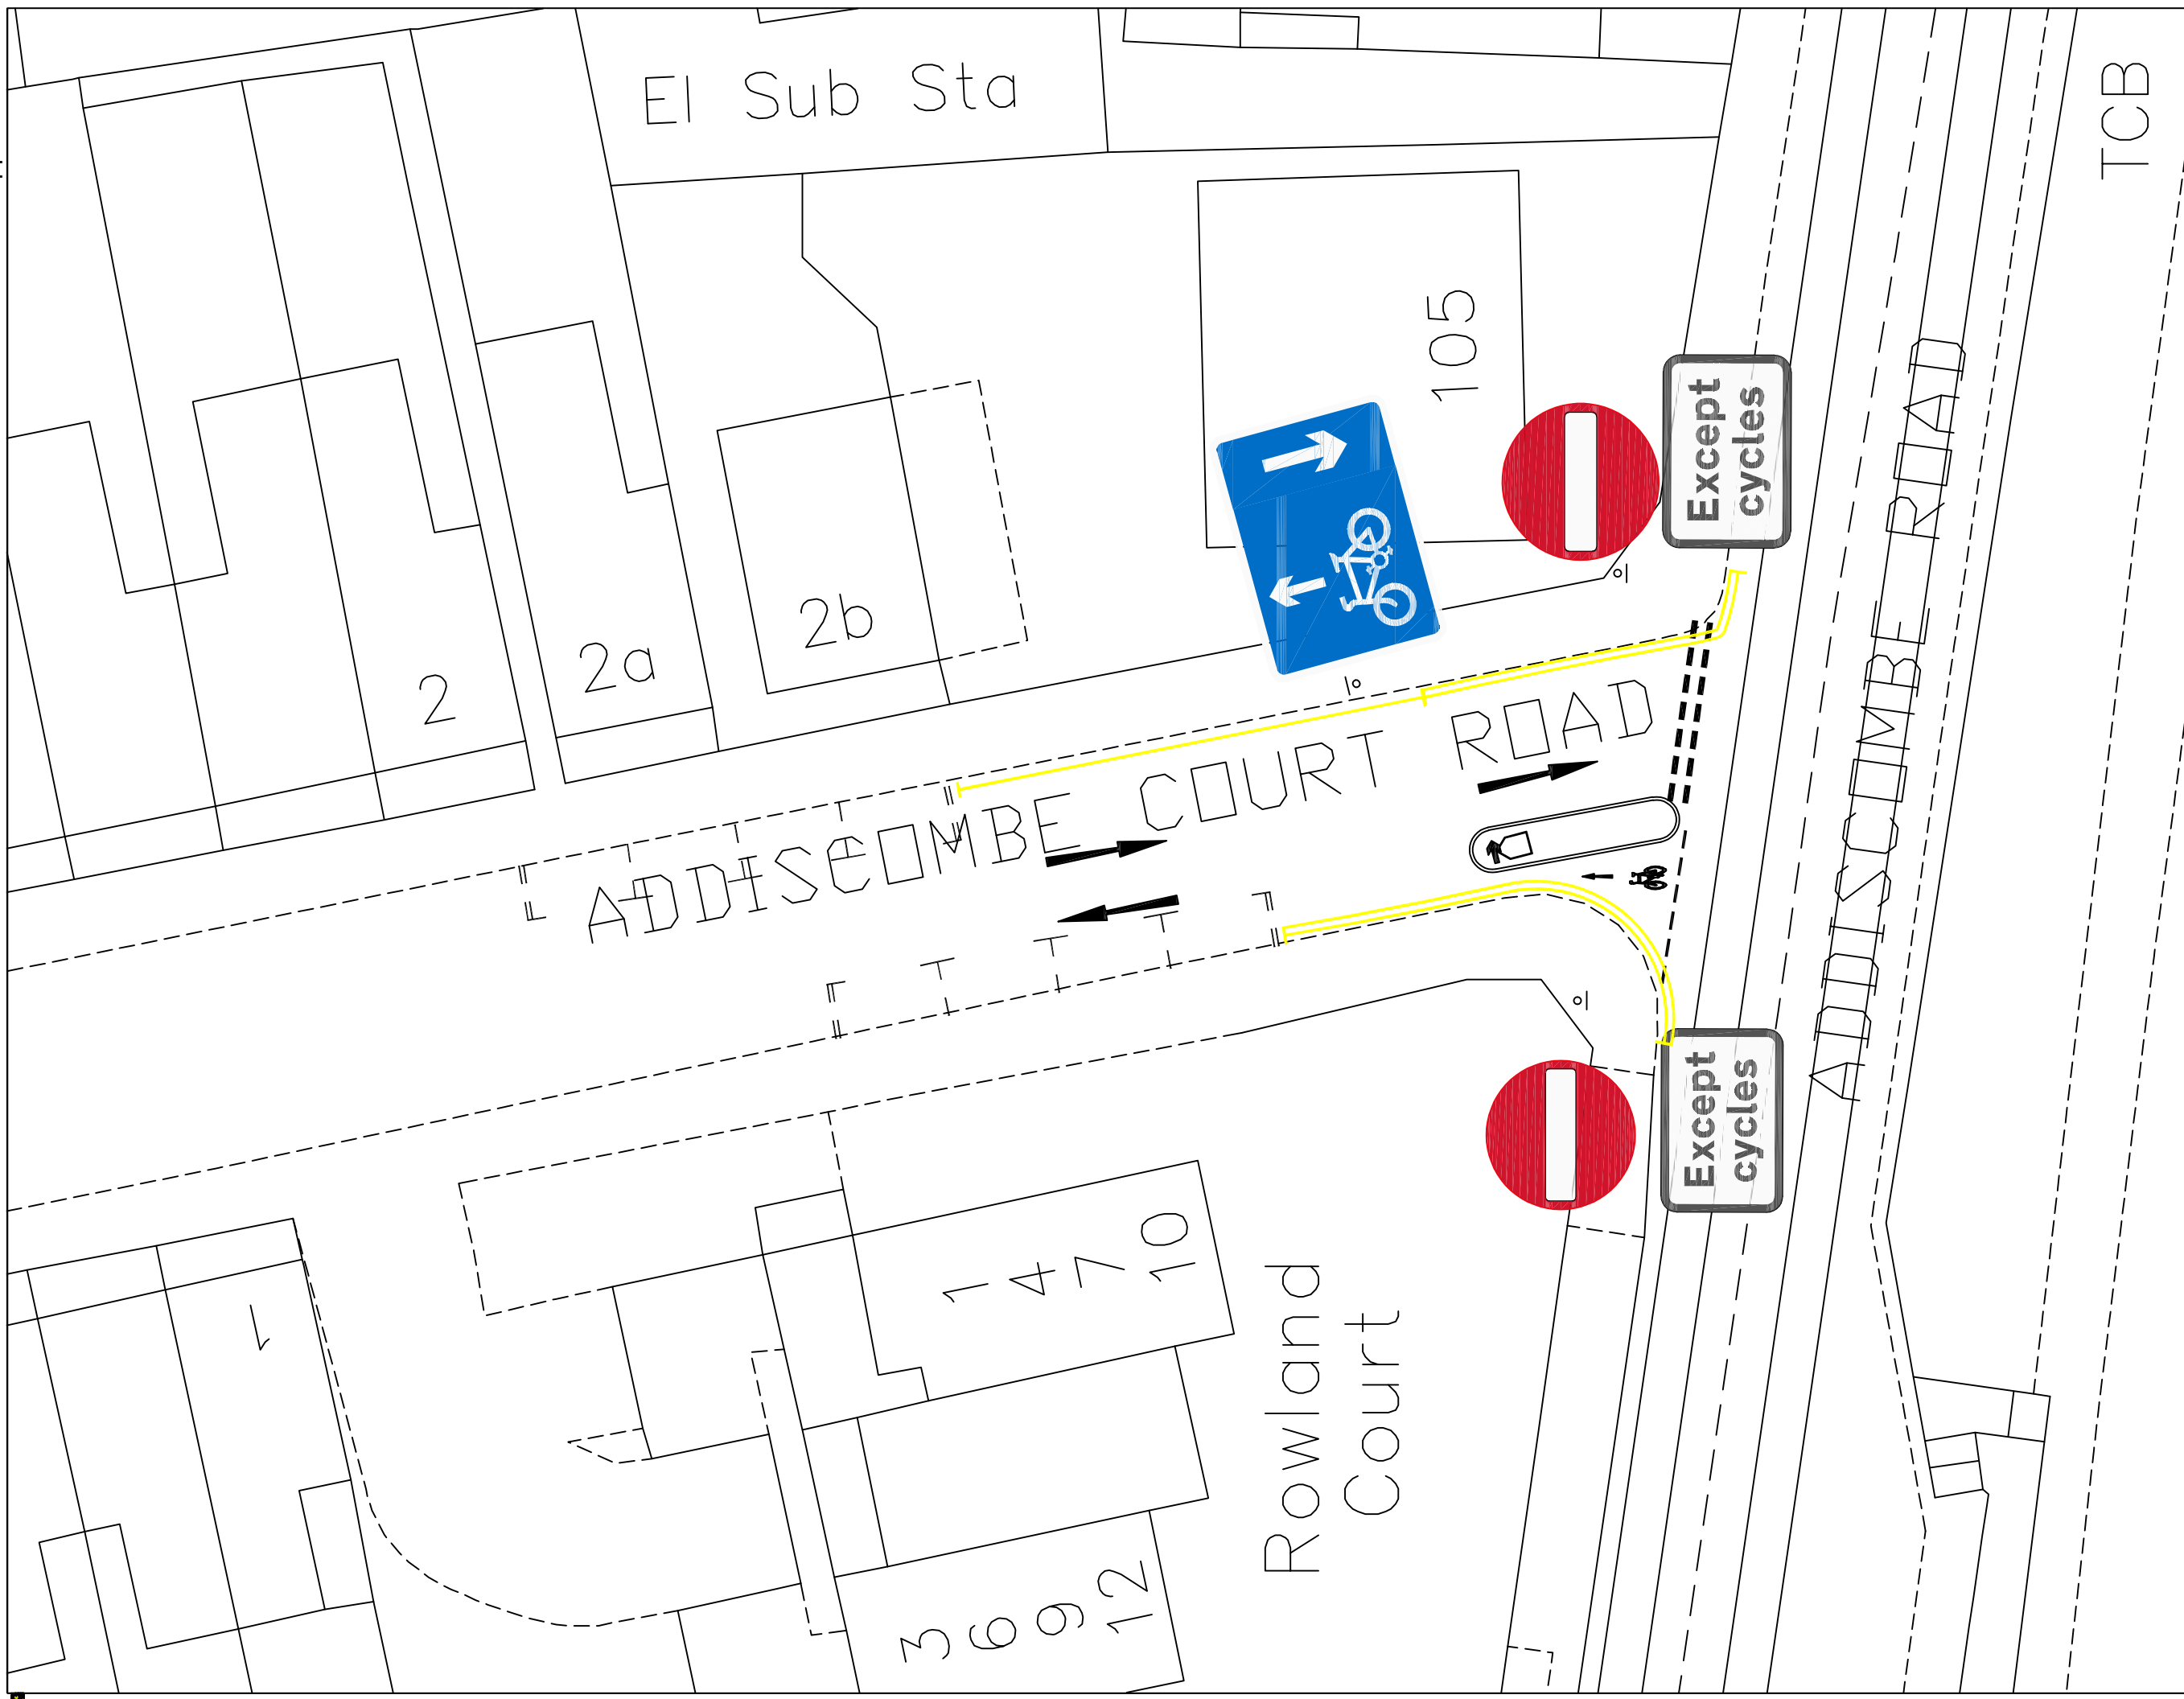 El Sub Sta
TCB
105
2
2a
2b
Except
cycles
ADDISCOMBE COURT ROAD
ADDISCOMBE ROAD
Except
cycles
1
1 4 7 10
Rowland
Court
3 6 9 12